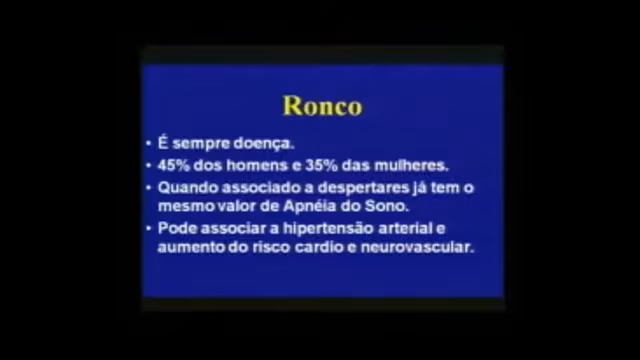 Ronco
• É sempre doença.
• 45% dos homens e 35% das mulheres.
• Quando associado a despertares já tem o
mesmo valor de Apnéia do Sono.
• Pode associar a hipertensão arterial e
aumento do risco cardio e neurovascular.